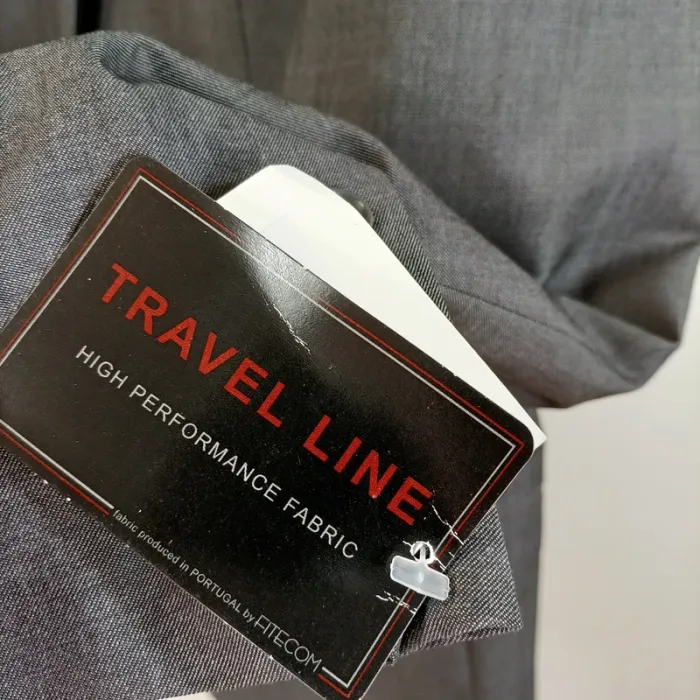 TRAVEL LINE
HIGH PERFORMANCE FABRIC
fabric produced in PORTUGAL by FITECOM